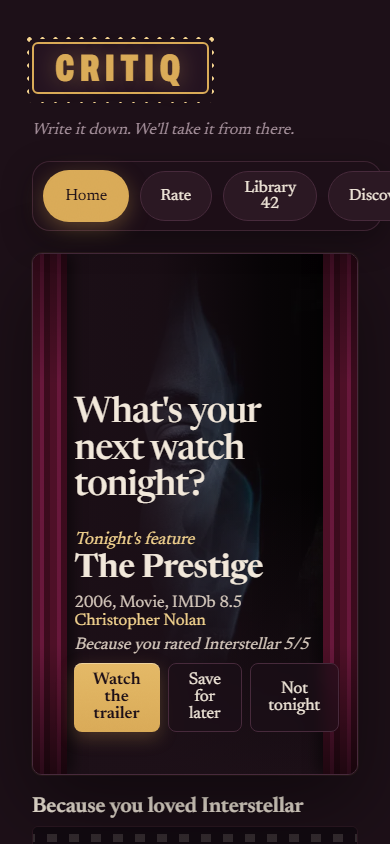 CRITIQ
Write it down. We'll take it from there.
Home
Rate
Library
42
Discov
What's your
next watch
tonight?
Tonight's feature
The Prestige
2006, Movie, IMDb 8.5
Christopher Nolan
Because you rated Interstellar 5/5
Watch
the
trailer
Save
for
later
Not
tonight
Because you loved Interstellar